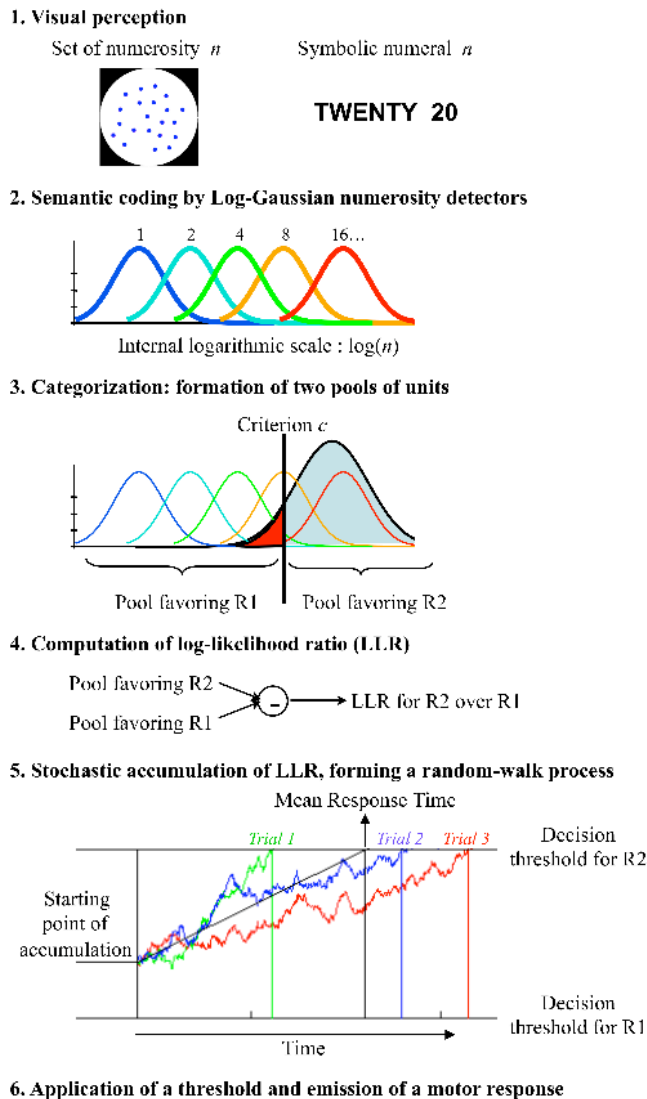 1. Visual perception
Set of numerosity n
Symbolic numeral n
TWENTY 20
2. Semantic coding by Log-Gaussian numerosity detectors
1 2 4 8 16...
Internal logarithmic scale : log(n)
3. Categorization: formation of two pools of units
Criterion c
Pool favoring R1
Pool favoring R2
4. Computation of log-likelihood ratio (LLR)
Pool favoring R2
Pool favoring R1
-
LLR for R2 over R1
5. Stochastic accumulation of LLR, forming a random-walk process
Mean Response Time
Trial 1
Trial 2
Trial 3
Decision
threshold for R2
Starting
point of
accumulation
Decision
threshold for R1
Time
6. Application of a threshold and emission of a motor response